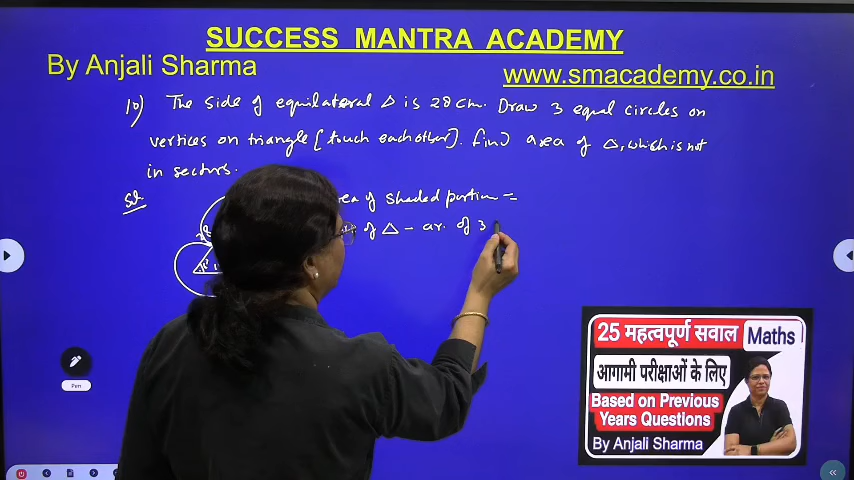 SUCCESS MANTRA ACADEMY
By Anjali Sharma
www.smacademy.co.in
10) The side of equilateral Δ is 28 cm. Draw 3 equal circles on
vertices on triangle [touch each other]. Find area of Δ, which is not
in sectors.
Sol
of shaded portion =
of Δ - ar. of 3
25 महत्वपूर्ण सवाल Maths
आगामी परीक्षाओं के लिए
Based on Previous
Years Questions
By Anjali Sharma
Pen